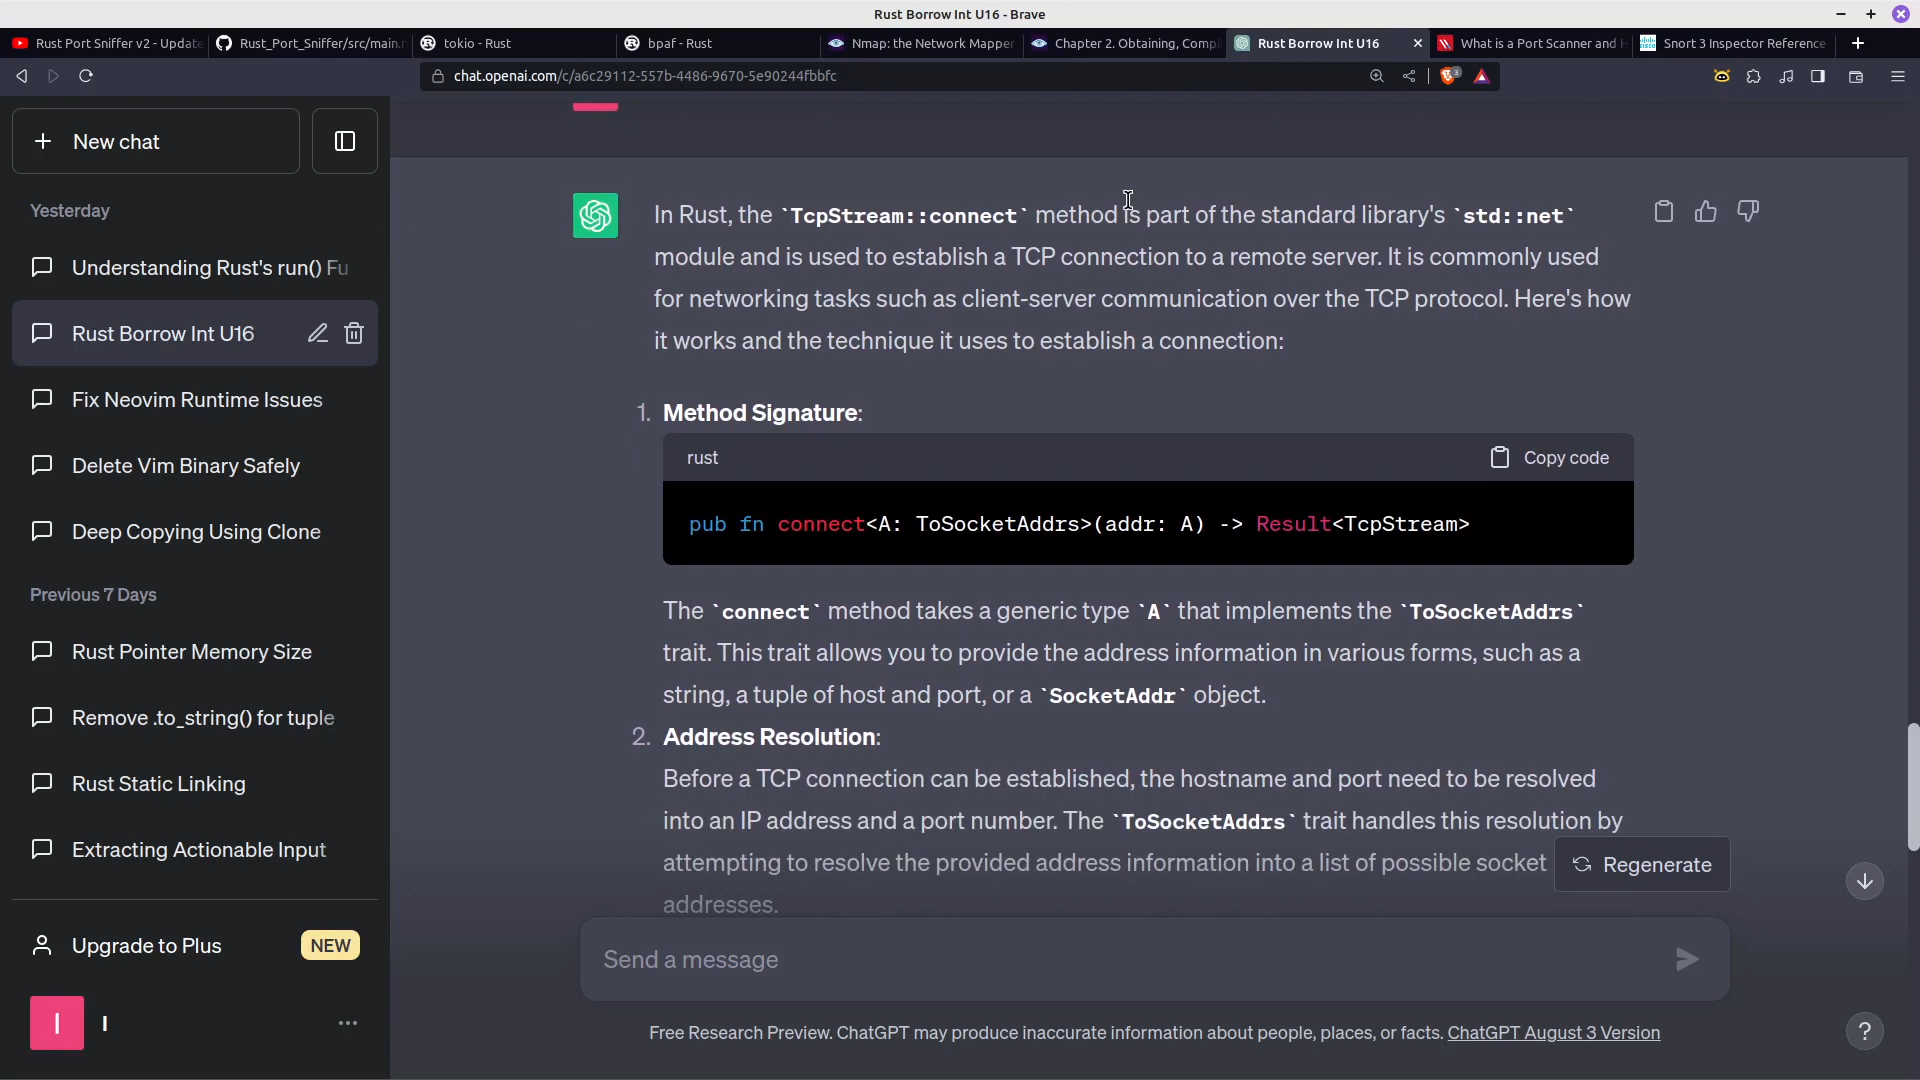 Rust Borrow Int U16 - Brave
Rust Port Sniffer v2 - Update
Rust_Port_Sniffer/src/main.r
tokio - Rust
bpaf - Rust
Nmap: the Network Mapper
Chapter 2. Obtaining, Compi
Rust Borrow Int U16
What is a Port Scanner and H
Snort 3 Inspector Reference
chat.openai.com/c/a6c29112-557b-4486-9670-5e90244fbbfc
3
New chat
Yesterday
Understanding Rust's run() Fu
Rust Borrow Int U16
Fix Neovim Runtime Issues
Delete Vim Binary Safely
Deep Copying Using Clone
Previous 7 Days
Rust Pointer Memory Size
Remove .to_string() for tuple
Rust Static Linking
Extracting Actionable Input
Upgrade to Plus
NEW
I
I
In Rust, the `TcpStream::connect` method is part of the standard library's `std::net`
module and is used to establish a TCP connection to a remote server. It is commonly used
for networking tasks such as client-server communication over the TCP protocol. Here's how
it works and the technique it uses to establish a connection:
1. Method Signature:
rust
Copy code
pub fn connect<A: ToSocketAddrs>(addr: A) -> Result<TcpStream>
The `connect` method takes a generic type `A` that implements the `ToSocketAddrs`
trait. This trait allows you to provide the address information in various forms, such as a
string, a tuple of host and port, or a `SocketAddr` object.
2. Address Resolution:
Before a TCP connection can be established, the hostname and port need to be resolved
into an IP address and a port number. The `ToSocketAddrs` trait handles this resolution by
attempting to resolve the provided address information into a list of possible socket
addresses.
Regenerate
Send a message
Free Research Preview. ChatGPT may produce inaccurate information about people, places, or facts. ChatGPT August 3 Version
?